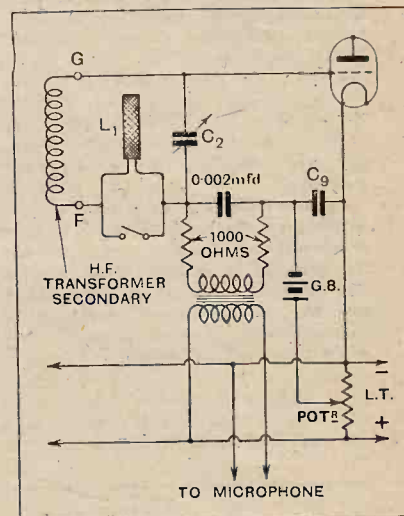 G
L1
C2
0·002mfd
C9
F
1000
OHMS
H.F.
TRANSFORMER
SECONDARY
G.B.
−
L.T.
POTR
+
TO MICROPHONE